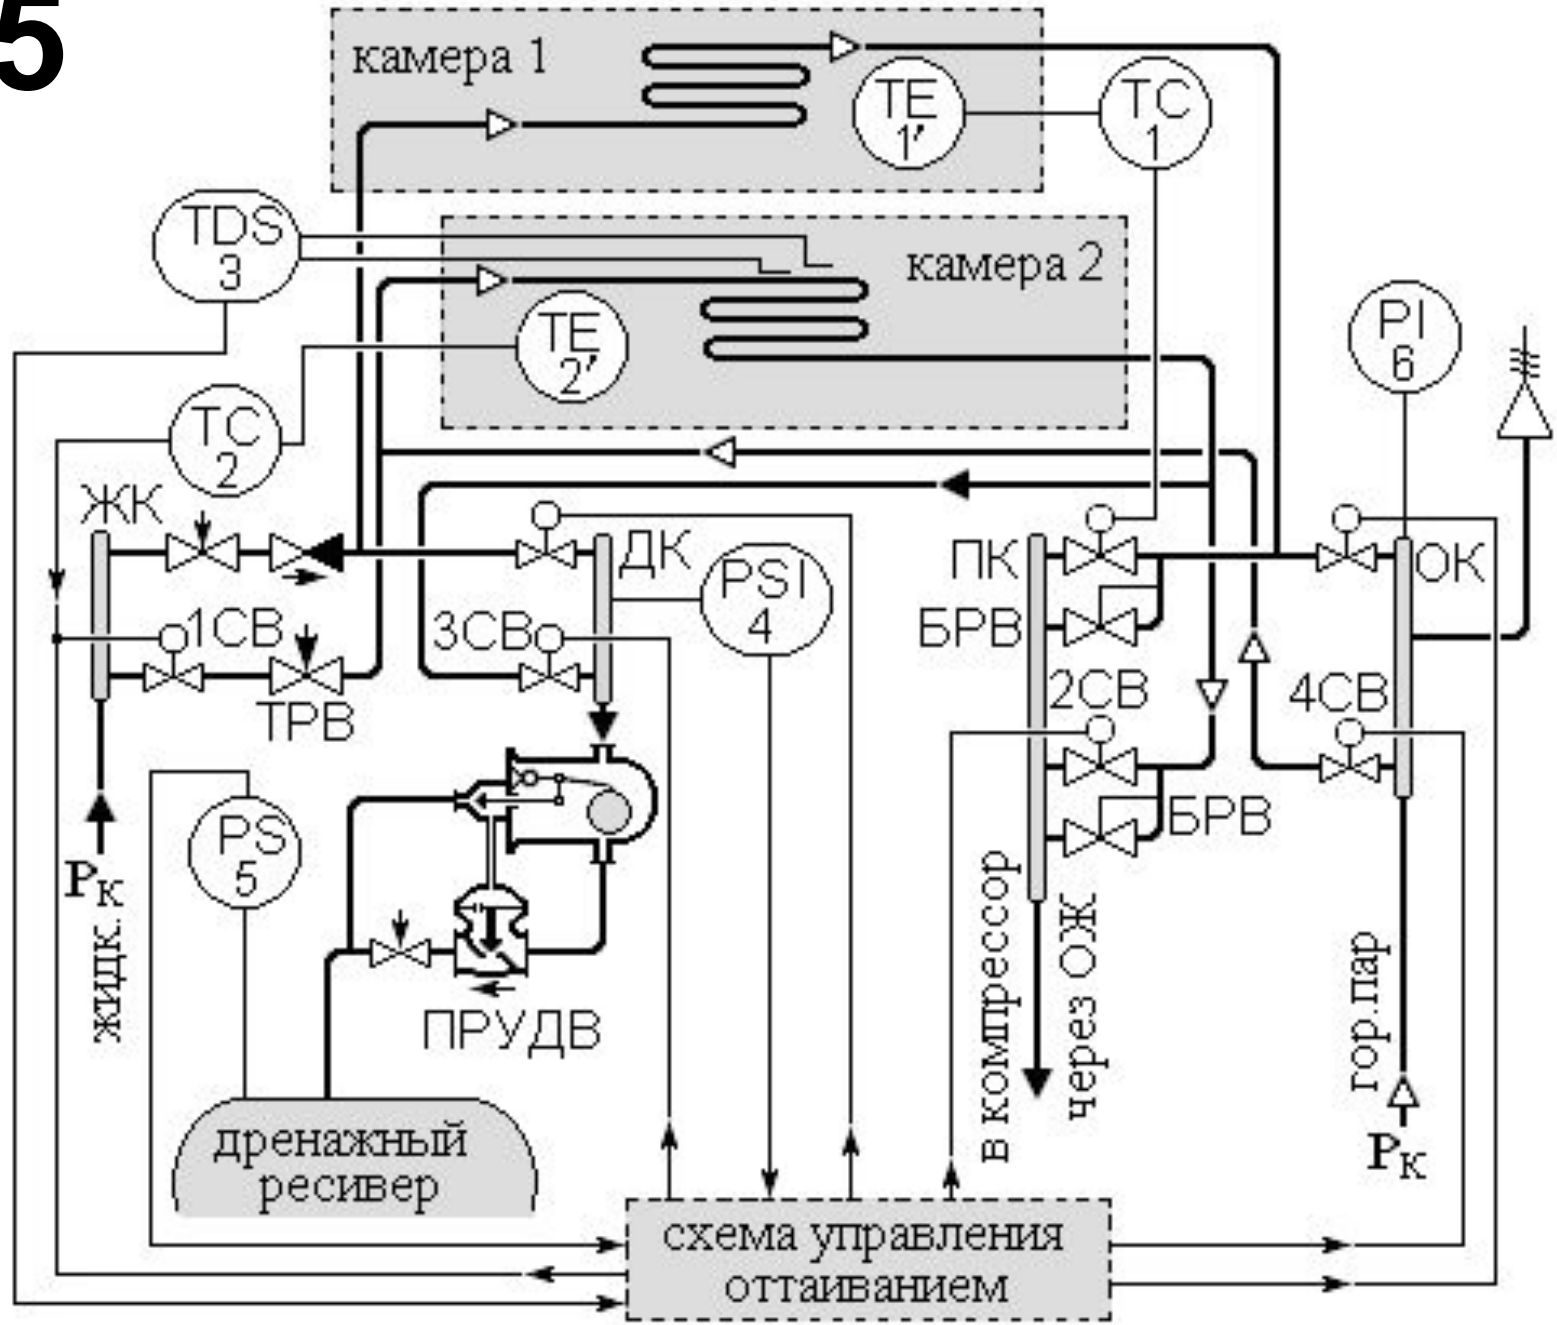 5
камера 1
TE
1′
TC
1
TDS
3
камера 2
TE
2′
PI
6
TC
2
ЖК
ДК
PSI
4
ПК
ОК
1СВ
3СВ
БРВ
2СВ
4СВ
ТРВ
БРВ
PS
5
Pк
жидк.
ПРУДВ
в компрессор
через ОЖ
гор.пар
Pк
дренажный
ресивер
схема управления
оттаиванием